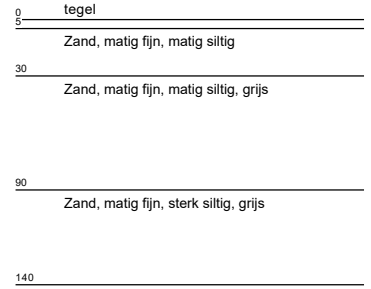 0 tegel
5
Zand, matig fijn, matig siltig
30
Zand, matig fijn, matig siltig, grijs
90
Zand, matig fijn, sterk siltig, grijs
140